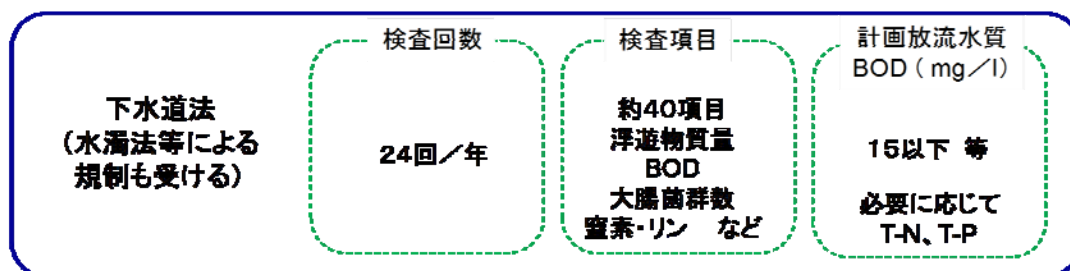 下水道法
(水濁法等による
規制も受ける)
検査回数
24回/年
検査項目
約40項目
浮遊物質量
BOD
大腸菌群数
窒素・リン など
計画放流水質
BOD(mg/l)
15以下 等
必要に応じて
T-N、T-P